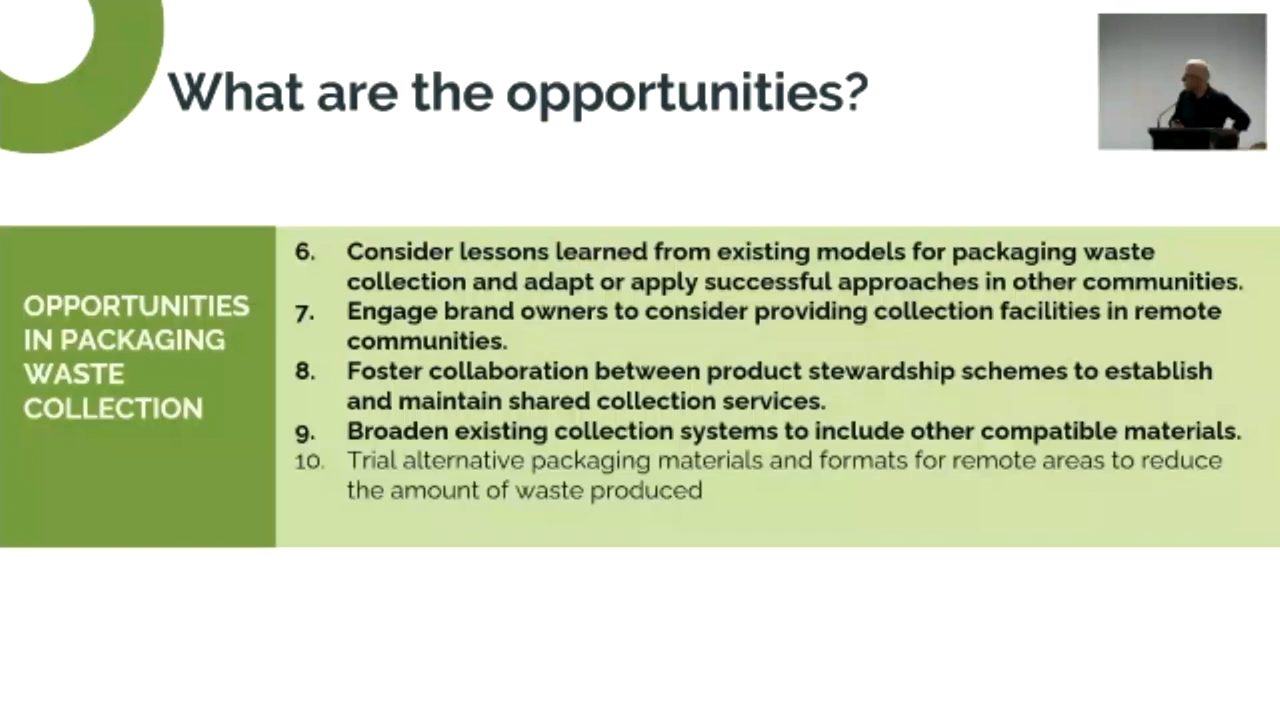 What are the opportunities?
OPPORTUNITIES
IN PACKAGING
WASTE
COLLECTION
6. Consider lessons learned from existing models for packaging waste
collection and adapt or apply successful approaches in other communities.
7. Engage brand owners to consider providing collection facilities in remote
communities.
8. Foster collaboration between product stewardship schemes to establish
and maintain shared collection services.
9. Broaden existing collection systems to include other compatible materials.
10. Trial alternative packaging materials and formats for remote areas to reduce
the amount of waste produced